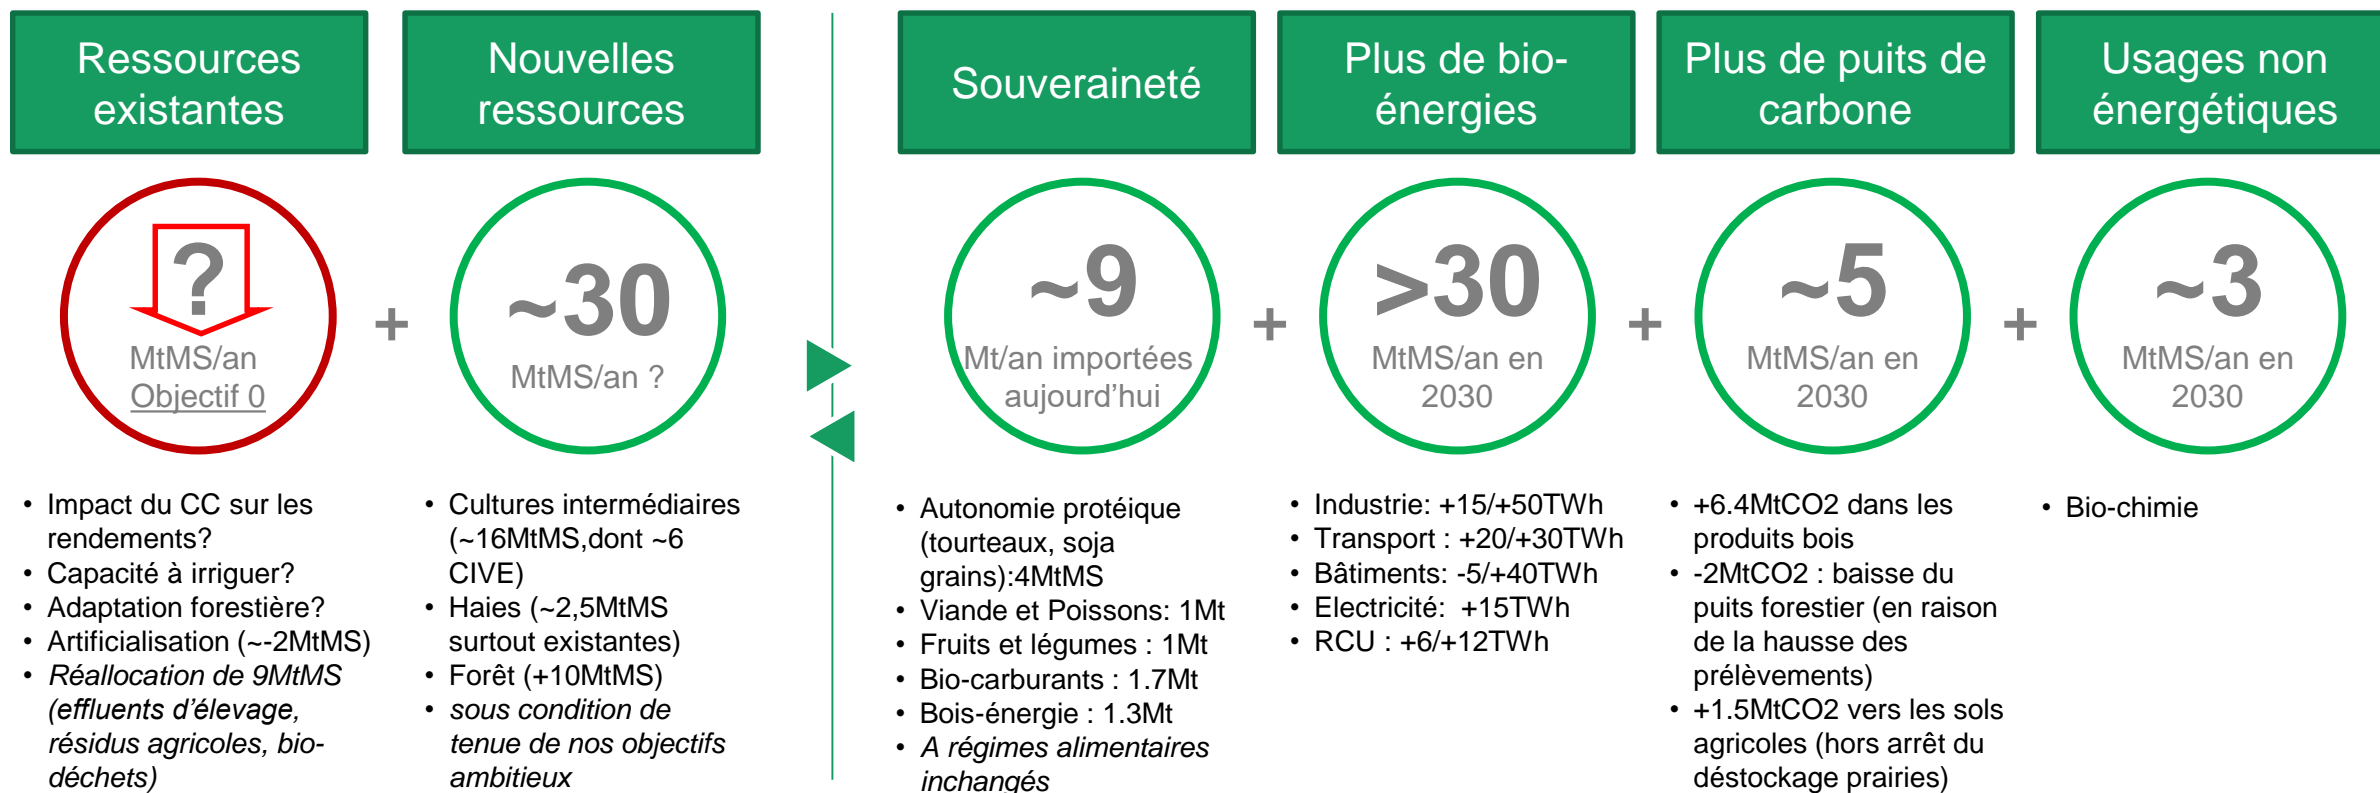 Ressources
existantes
?
MtMS/an
Objectif 0
• Impact du CC sur les
rendements?
• Capacité à irriguer?
• Adaptation forestière?
• Artificialisation (~-2MtMS)
• Réallocation de 9MtMS
(effluents d’élevage,
résidus agricoles, bio-
déchets)
+
Nouvelles
ressources
~30
MtMS/an ?
• Cultures intermédiaires
(~16MtMS,dont ~6
CIVE)
• Haies (~2,5MtMS
surtout existantes)
• Forêt (+10MtMS)
• sous condition de
tenue de nos objectifs
ambitieux
Souveraineté
~9
Mt/an importées
aujourd’hui
• Autonomie protéique
(tourteaux, soja
grains):4MtMS
• Viande et Poissons: 1Mt
• Fruits et légumes : 1Mt
• Bio-carburants : 1.7Mt
• Bois-énergie : 1.3Mt
• A régimes alimentaires
inchangés
+
Plus de bio-
énergies
>30
MtMS/an en
2030
• Industrie: +15/+50TWh
• Transport : +20/+30TWh
• Bâtiments: -5/+40TWh
• Electricité: +15TWh
• RCU : +6/+12TWh
+
Plus de puits de
carbone
~5
MtMS/an en
2030
• +6.4MtCO2 dans les
produits bois
• -2MtCO2 : baisse du
puits forestier (en raison
de la hausse des
prélèvements)
• +1.5MtCO2 vers les sols
agricoles (hors arrêt du
déstockage prairies)
+
Usages non
énergétiques
~3
MtMS/an en
2030
• Bio-chimie